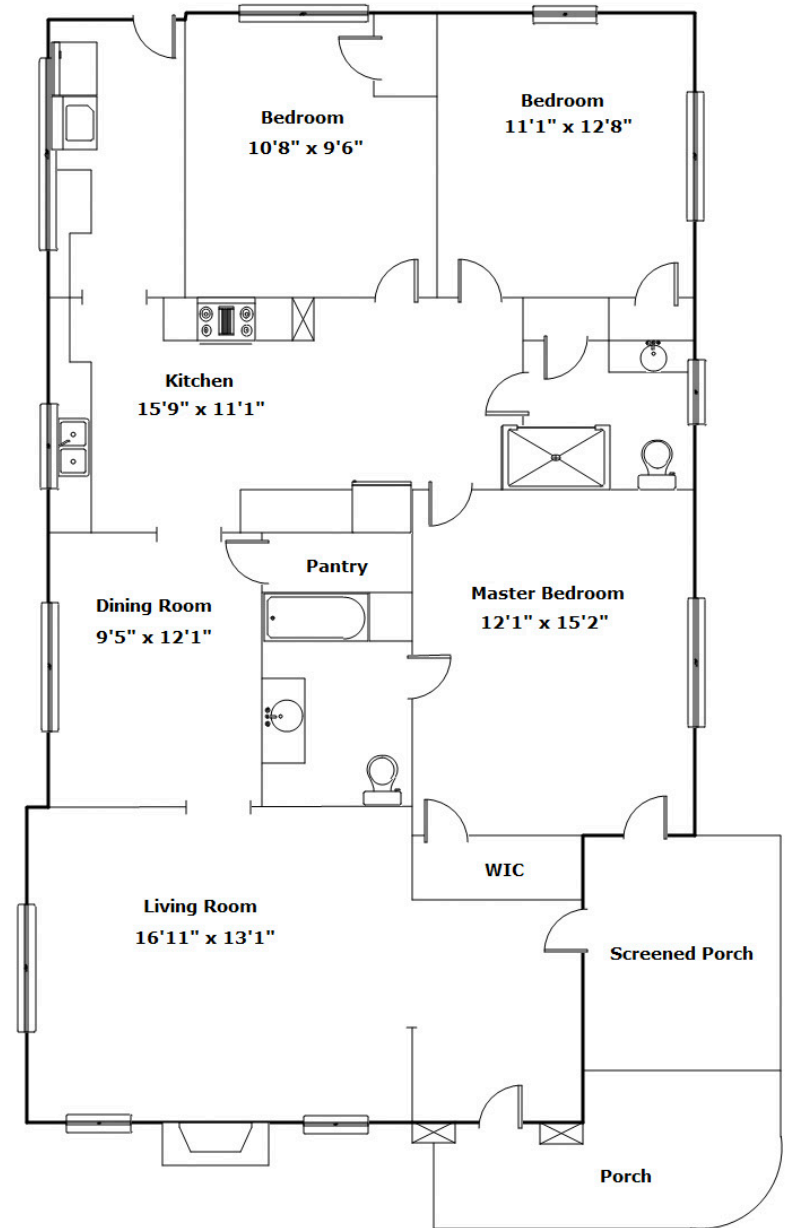 Bedroom
10'8" x 9'6"
Bedroom
11'1" x 12'8"
Kitchen
15'9" x 11'1"
Pantry
Dining Room
9'5" x 12'1"
Master Bedroom
12'1" x 15'2"
WIC
Living Room
16'11" x 13'1"
Screened Porch
Porch